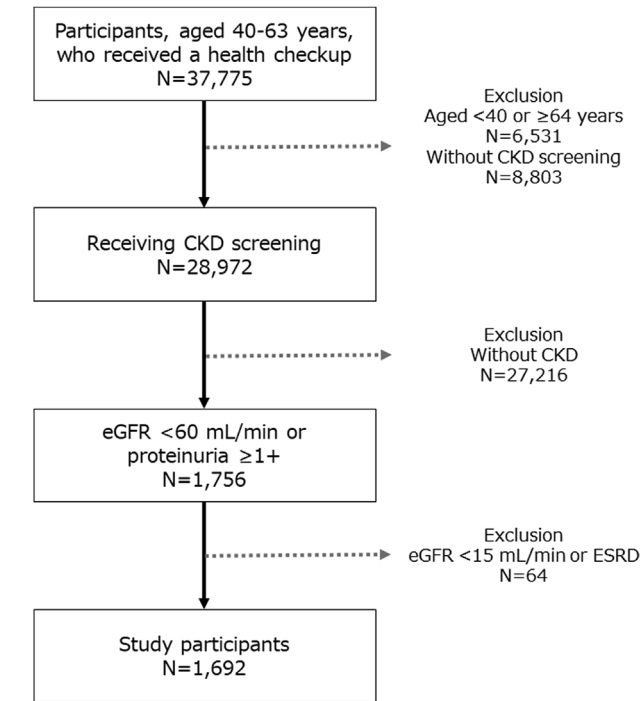 Participants, aged 40-63 years,
who received a health checkup
N=37,775
Exclusion
Aged <40 or ≥64 years
N=6,531
Without CKD screening
N=8,803
Receiving CKD screening
N=28,972
Exclusion
Without CKD
N=27,216
eGFR <60 mL/min or
proteinuria ≥1+
N=1,756
Exclusion
eGFR <15 mL/min or ESRD
N=64
Study participants
N=1,692